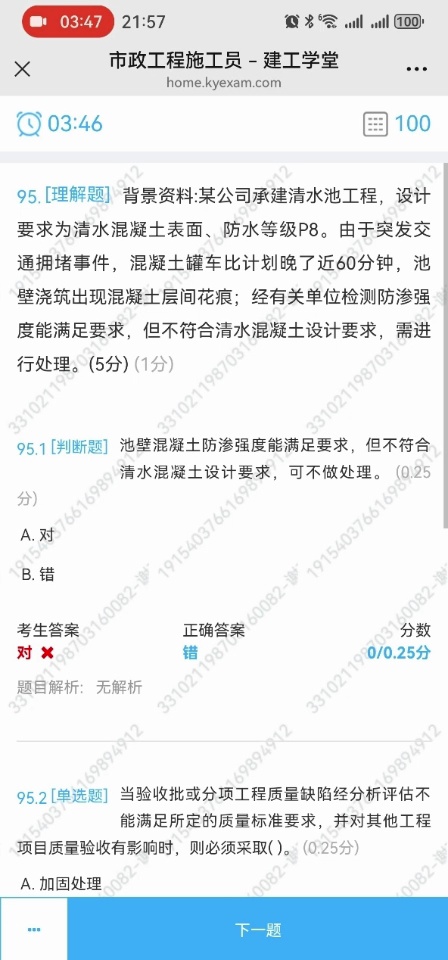 03:47 21:57 100
市政工程施工员 – 建工学堂
home.kyexam.com
03:46 100
95. [理解题] 背景资料:某公司承建清水池工程，设计
要求为清水混凝土表面、防水等级P8。由于突发交
通拥堵事件，混凝土罐车比计划晚了近60分钟，池
壁浇筑出现混凝土层间花痕；经有关单位检测防渗强
度能满足要求，但不符合清水混凝土设计要求，需进
行处理。(5分) (1分)
95.1 [判断题] 池壁混凝土防渗强度能满足要求，但不符合
清水混凝土设计要求，可不做处理。 (0.25
分)
A. 对
B. 错
考生答案 正确答案 分数
对 错 0/0.25分
题目解析: 无解析
95.2 [单选题] 当验收批或分项工程质量缺陷经分析评估不
能满足所定的质量标准要求，并对其他工程
项目质量验收有影响时，则必须采取( )。 (0.25分)
A. 加固处理
下一题